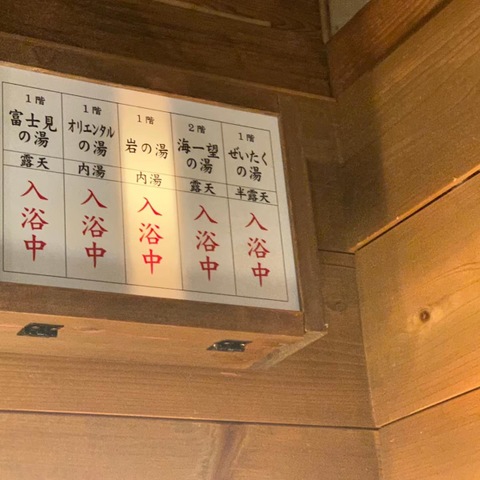 1階
富士見
の湯
露天
入浴中
1階
オリエンタル
の湯
内湯
入浴中
1階
岩の湯
内湯
入浴中
2階
海一望
の湯
露天
入浴中
1階
ぜいたく
の湯
半露天
入浴中